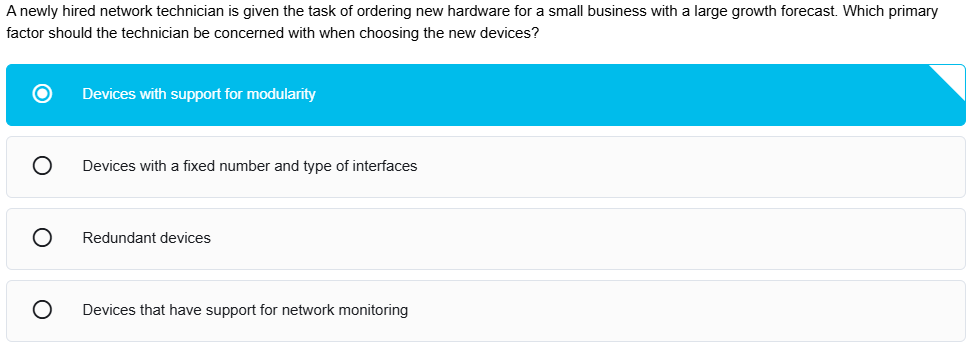 A newly hired network technician is given the task of ordering new hardware for a small business with a large growth forecast. Which primary
factor should the technician be concerned with when choosing the new devices?
Devices with support for modularity
Devices with a fixed number and type of interfaces
Redundant devices
Devices that have support for network monitoring